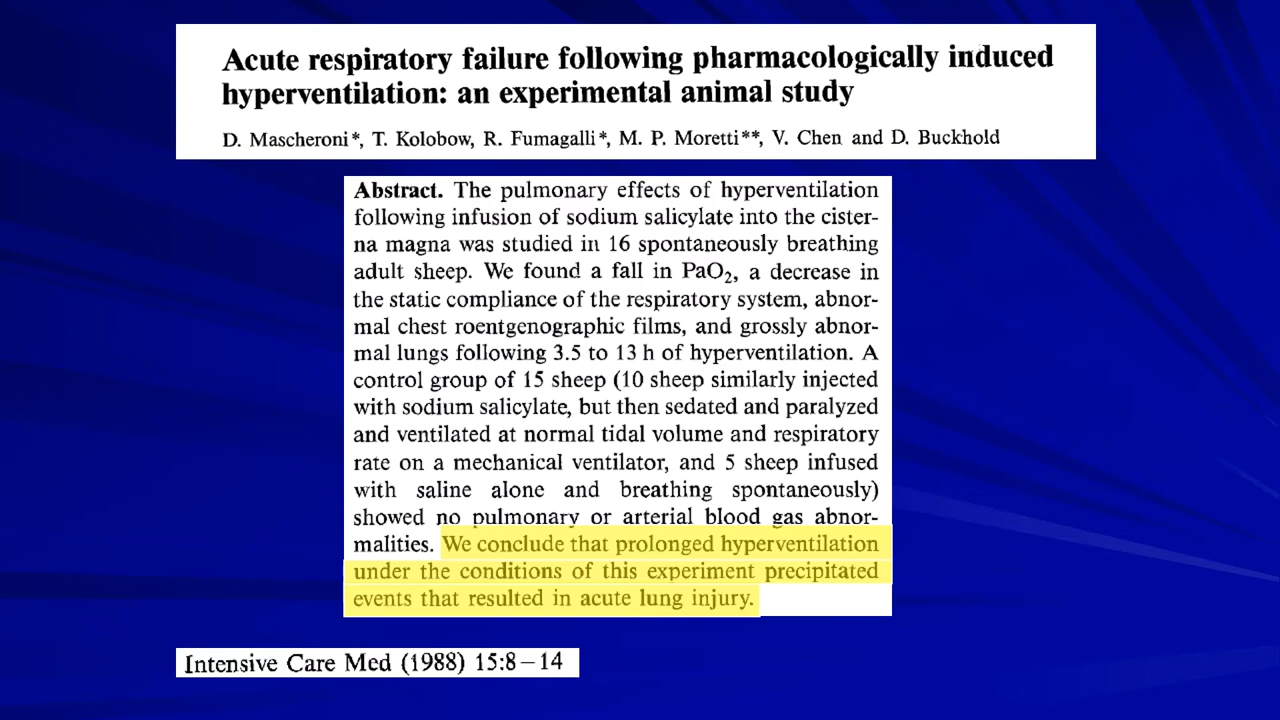 Acute respiratory failure following pharmacologically induced
hyperventilation: an experimental animal study
D. Mascheroni*, T. Kolobow, R. Fumagalli*, M. P. Moretti**, V. Chen and D. Buckhold
Abstract. The pulmonary effects of hyperventilation
following infusion of sodium salicylate into the cister-
na magna was studied in 16 spontaneously breathing
adult sheep. We found a fall in PaO₂, a decrease in
the static compliance of the respiratory system, abnor-
mal chest roentgenographic films, and grossly abnor-
mal lungs following 3.5 to 13 h of hyperventilation. A
control group of 15 sheep (10 sheep similarly injected
with sodium salicylate, but then sedated and paralyzed
and ventilated at normal tidal volume and respiratory
rate on a mechanical ventilator, and 5 sheep infused
with saline alone and breathing spontaneously)
showed no pulmonary or arterial blood gas abnor-
malities. We conclude that prolonged hyperventilation
under the conditions of this experiment precipitated
events that resulted in acute lung injury.
Intensive Care Med (1988) 15:8–14